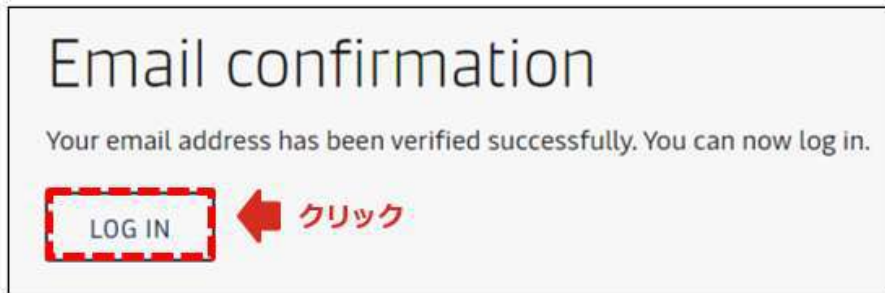 Email confirmation
Your email address has been verified successfully. You can now log in.
LOG IN
クリック